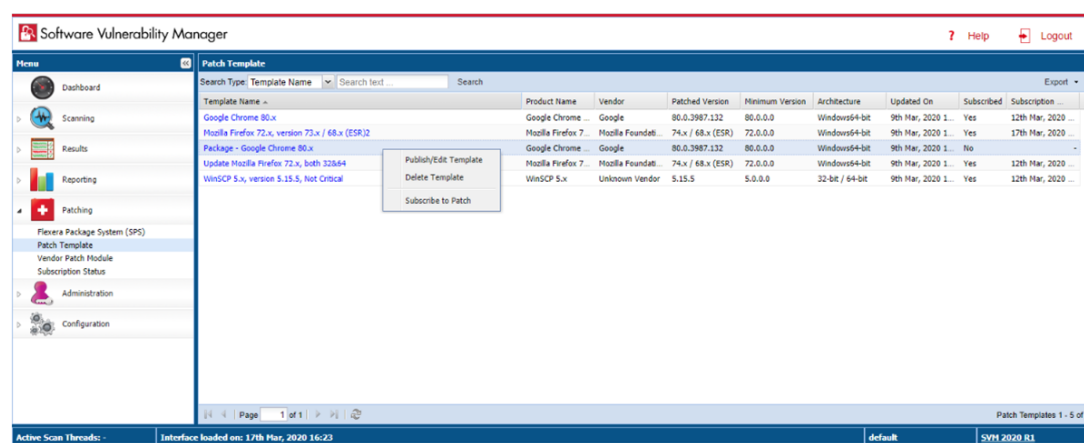 Software Vulnerability Manager
? Help Logout
Menu
Dashboard
Scanning
Results
Reporting
Patching
Flexera Package System (SPS)
Patch Template
Vendor Patch Module
Subscription Status
Administration
Configuration
Patch Template
Search Type: Template Name Search text ... Search Export
Template Name Product Name Vendor Patched Version Minimum Version Architecture Updated On Subscribed Subscription ...
Google Chrome 80.x Google Chrome ... Google 80.0.3987.132 80.0.0.0 Windows64-bit 9th Mar, 2020 1... Yes 12th Mar, 2020 ...
Mozilla Firefox 72.x, version 73.x / 68.x (ESR)2 Mozilla Firefox 7... Mozilla Foundati... 74.x / 68.x (ESR) 72.0.0.0 Windows64-bit 9th Mar, 2020 1... Yes 17th Mar, 2020 ...
Package - Google Chrome 80.x Google Chrome ... Google 80.0.3987.132 80.0.0.0 Windows64-bit 9th Mar, 2020 1... No -
Update Mozilla Firefox 72.x, both 32&64 Mozilla Firefox 7... Mozilla Foundati... 74.x / 68.x (ESR) 72.0.0.0 Windows64-bit 9th Mar, 2020 1... Yes 12th Mar, 2020 ...
WinSCP 5.x, version 5.15.5, Not Critical WinSCP 5.x Unknown Vendor 5.15.5 5.0.0.0 32-bit / 64-bit 9th Mar, 2020 1... Yes 12th Mar, 2020 ...
Publish/Edit Template
Delete Template
Subscribe to Patch
Page 1 of 1 Patch Templates 1 - 5 of
Active Scan Threads: - Interface loaded on: 17th Mar, 2020 16:23 default SVM 2020 R1